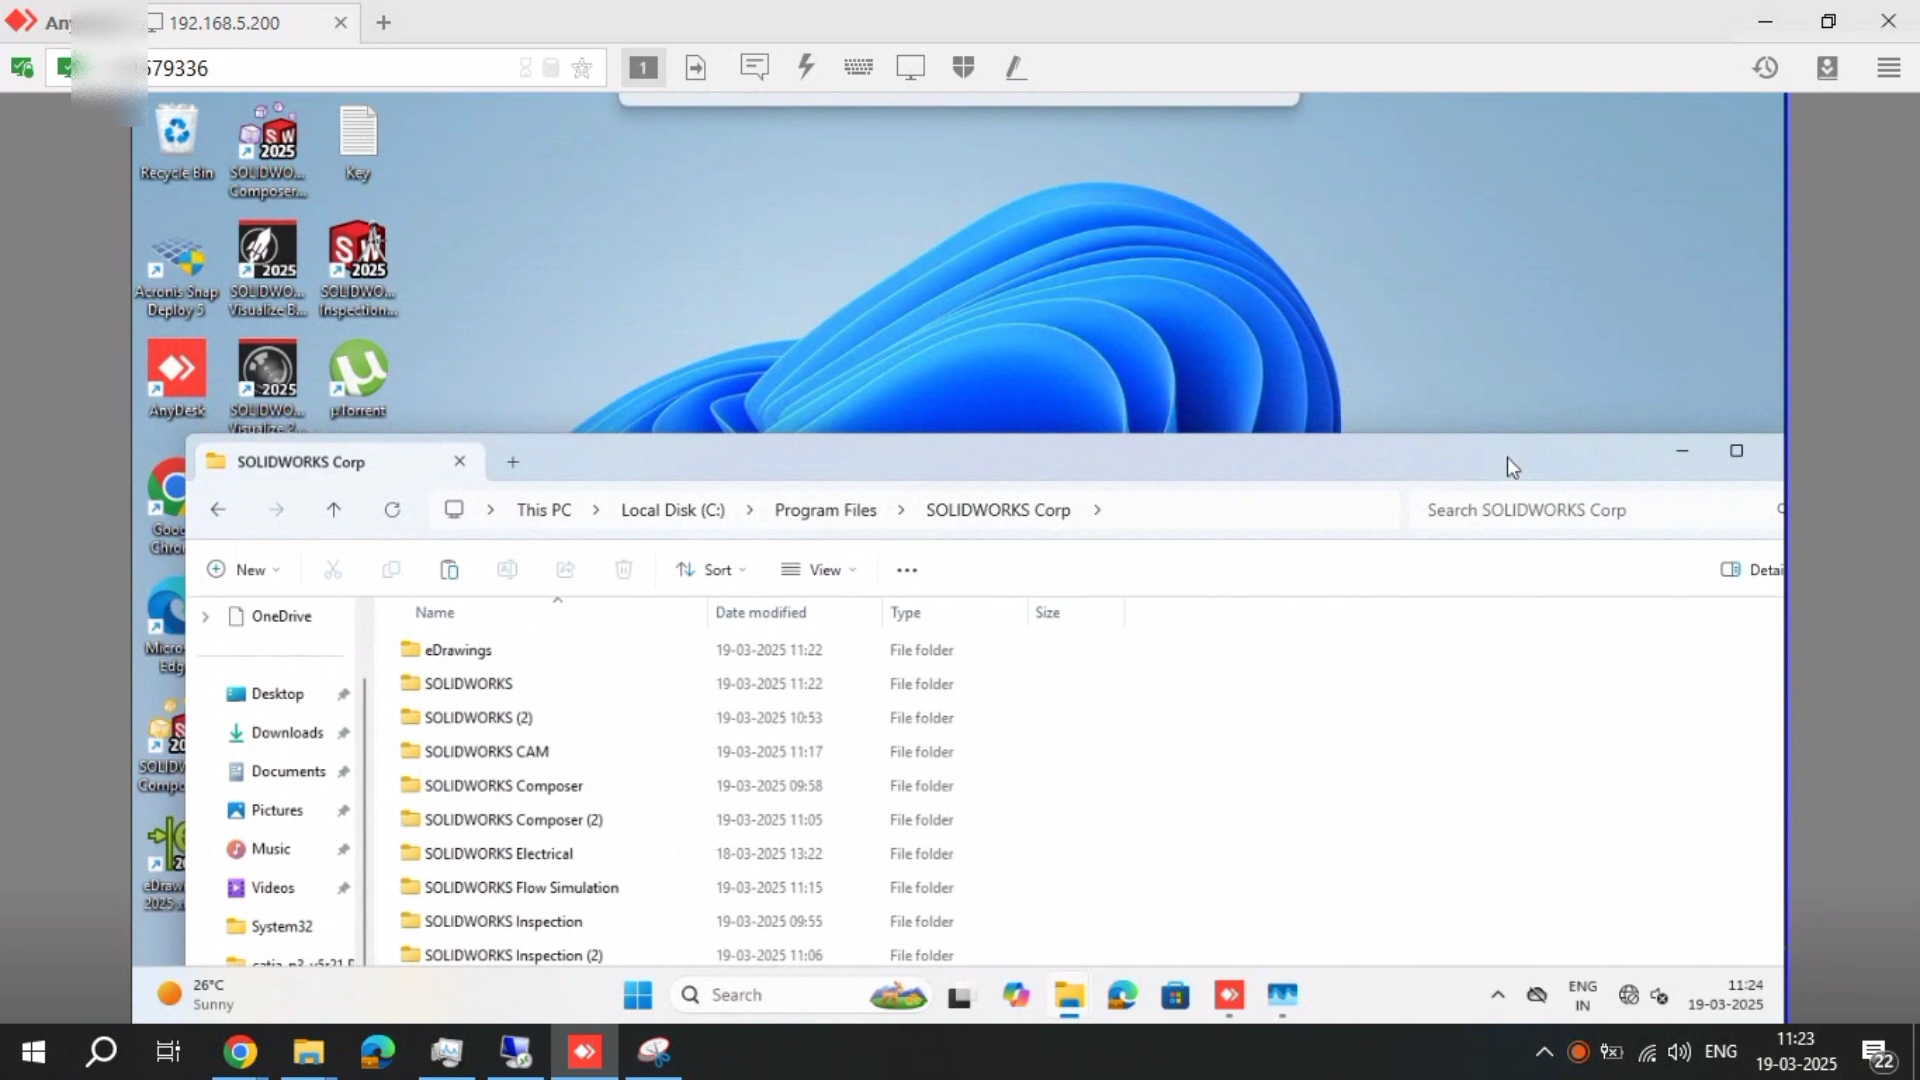 192.168.5.200
579336
1
Recycle Bin
SOLIDWO...
Composer...
Key
2025
Acronis Snap
Deploy 5
SOLIDWO...
Visualize B...
SOLIDWO...
Inspection...
2025
2025
AnyDesk
SOLIDWO...
Visualize 2...
µTorrent
2025
SOLIDWORKS Corp
This PC
Local Disk (C:)
Program Files
SOLIDWORKS Corp
Search SOLIDWORKS Corp
New
Sort
View
Detai
OneDrive
Desktop
Downloads
Documents
Pictures
Music
Videos
System32
Name
Date modified
Type
Size
eDrawings 19-03-2025 11:22 File folder
SOLIDWORKS 19-03-2025 11:22 File folder
SOLIDWORKS (2) 19-03-2025 10:53 File folder
SOLIDWORKS CAM 19-03-2025 11:17 File folder
SOLIDWORKS Composer 19-03-2025 09:58 File folder
SOLIDWORKS Composer (2) 19-03-2025 11:05 File folder
SOLIDWORKS Electrical 18-03-2025 13:22 File folder
SOLIDWORKS Flow Simulation 19-03-2025 11:15 File folder
SOLIDWORKS Inspection 19-03-2025 09:55 File folder
SOLIDWORKS Inspection (2) 19-03-2025 11:06 File folder
26°C
Sunny
Search
ENG
IN
11:24
19-03-2025
ENG
11:23
19-03-2025
22